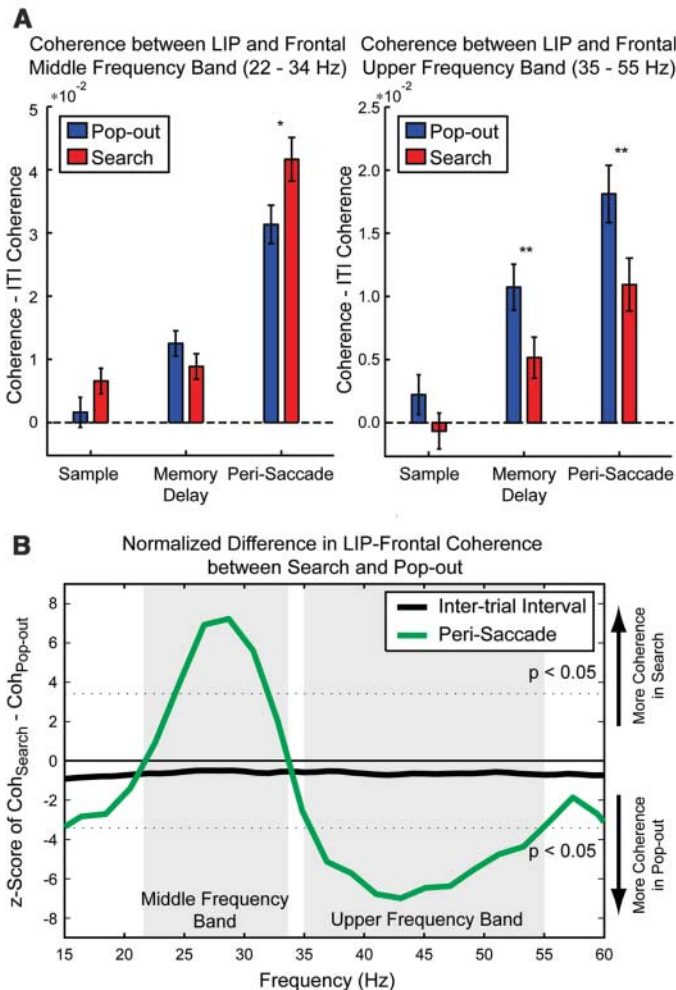 A
Coherence between LIP and Frontal
Middle Frequency Band (22 - 34 Hz)
*10-2
5
4
3
2
1
0
Coherence - ITI Coherence
Pop-out
Search
*
Sample
Memory
Delay
Peri-Saccade
Coherence between LIP and Frontal
Upper Frequency Band (35 - 55 Hz)
*10-2
2.5
2.0
1.5
1.0
0.5
0.0
Coherence - ITI Coherence
Pop-out
Search
**
**
Sample
Memory
Delay
Peri-Saccade
B
Normalized Difference in LIP-Frontal Coherence
between Search and Pop-out
z-Score of CohSearch - CohPop-out
8
6
4
2
0
-2
-4
-6
-8
Inter-trial Interval
Peri-Saccade
p < 0.05
p < 0.05
Middle Frequency
Band
Upper Frequency Band
More Coherence
in Search
More Coherence
in Pop-out
15 20 25 30 35 40 45 50 55 60
Frequency (Hz)